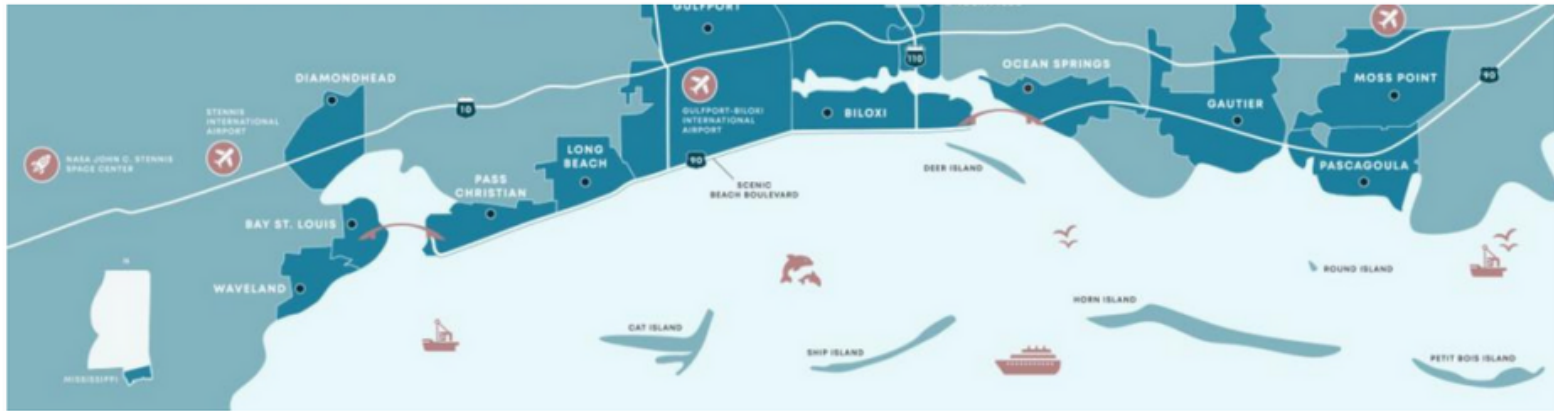 GULFPORT
DIAMONDHEAD
STENNIS
INTERNATIONAL
AIRPORT
NASA JOHN C. STENNIS
SPACE CENTER
10
GULFPORT-BILOXI
INTERNATIONAL
AIRPORT
110
BILOXI
OCEAN SPRINGS
GAUTIER
MOSS POINT
90
PASCAGOULA
LONG
BEACH
PASS
CHRISTIAN
90
SCENIC
BEACH BOULEVARD
DEER ISLAND
BAY ST. LOUIS
WAVELAND
N
MISSISSIPPI
CAT ISLAND
SHIP ISLAND
HORN ISLAND
ROUND ISLAND
PETIT BOIS ISLAND